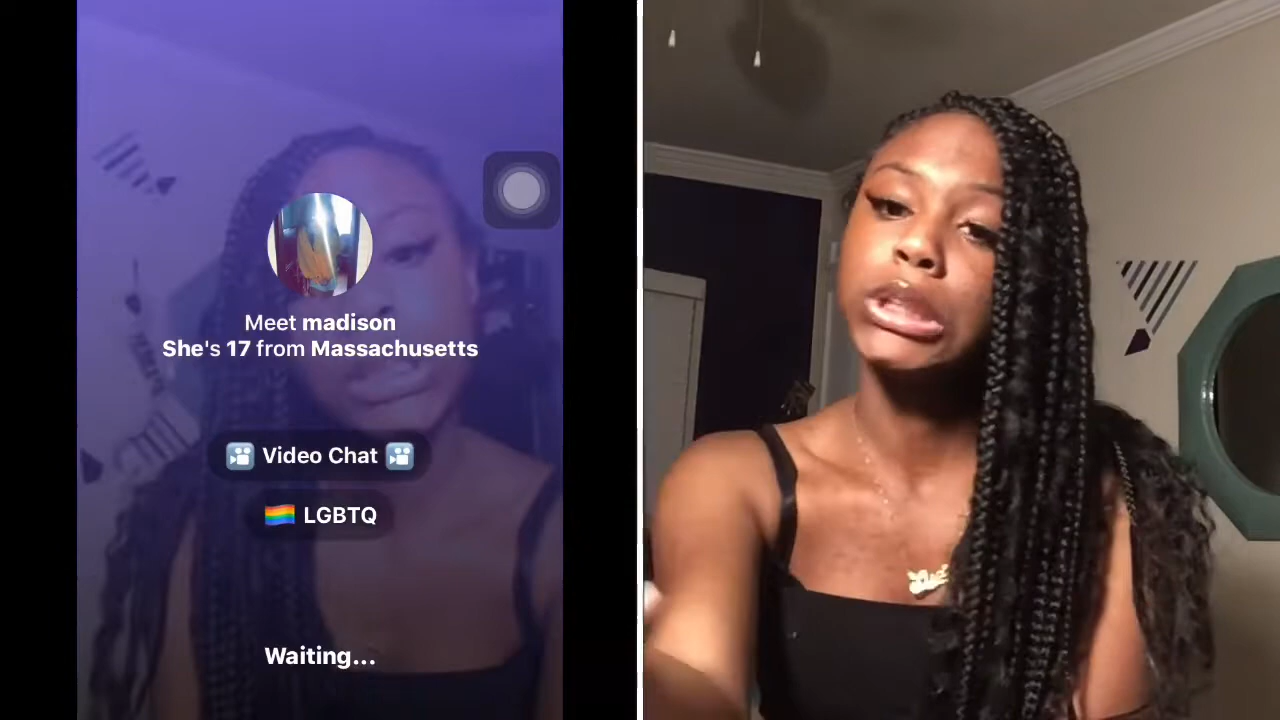 Meet madison
She's 17 from Massachusetts
🎦 Video Chat 🎦
🏳️‍🌈 LGBTQ
Waiting...